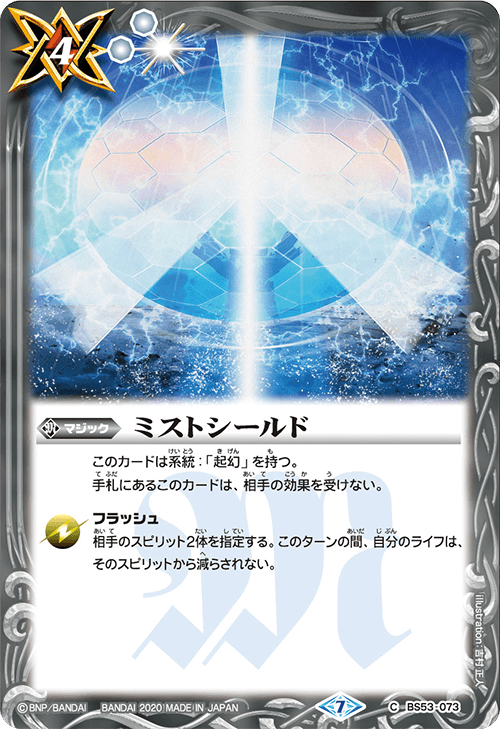 4
マジック ミストシールド
このカードは系統:「起幻」を持つ。
手札にあるこのカードは、相手の効果を受けない。
フラッシュ
相手のスピリット2体を指定する。このターンの間、自分のライフは、
そのスピリットから減らされない。
illustration:吉村 正人
©BNP/BANDAI BANDAI 2020 MADE IN JAPAN 7 C BS53-073